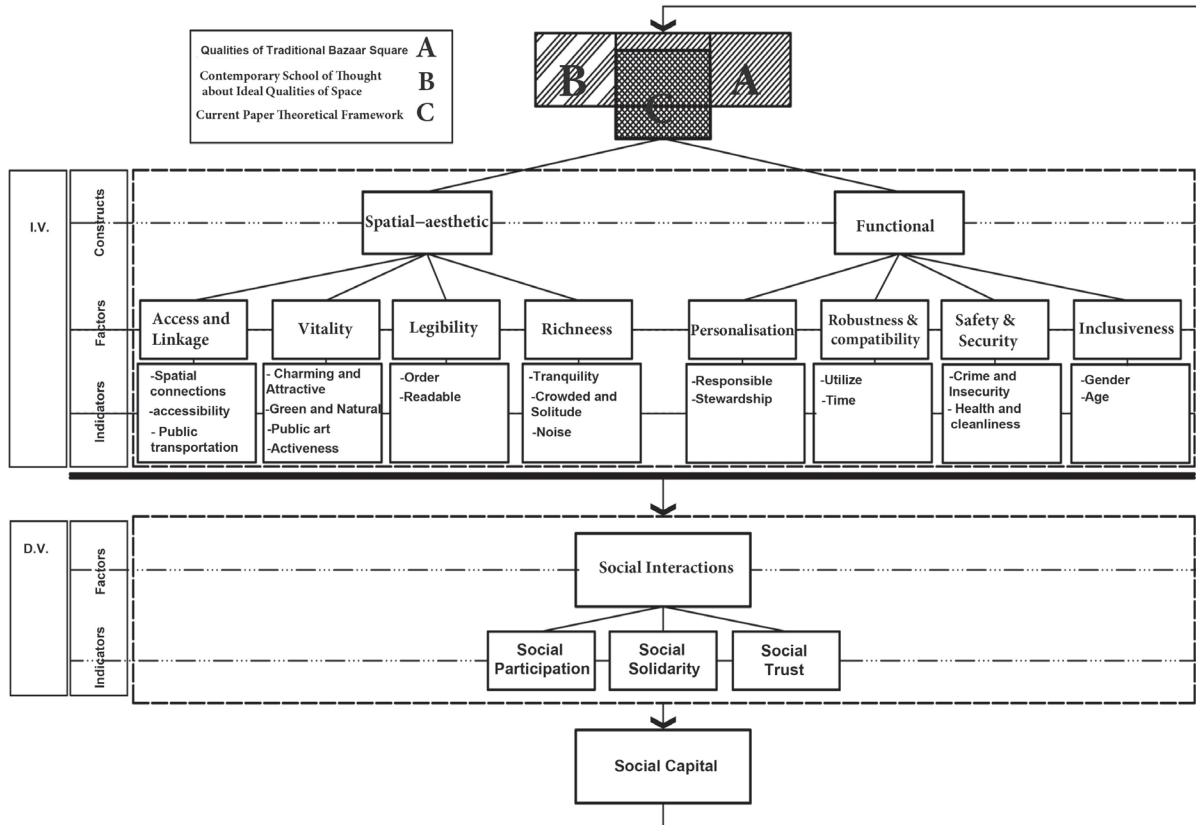 Qualities of Traditional Bazaar Square A
Contemporary School of Thought
about Ideal Qualities of Space B
Current Paper Theoretical Framework C
B
A
C
I.V.
Constructs
Spatial–aesthetic
Functional
Factors
Access and
Linkage
Vitality
Legibility
Richneess
Personalisation
Robustness &
compatibility
Safety &
Security
Inclusiveness
Indicators
-Spatial
connections
-accessibility
- Public
transportation
- Charming and
Attractive
-Green and Natural
-Public art
-Activeness
-Order
-Readable
-Tranquility
-Crowded and
Solitude
-Noise
-Responsible
-Stewardship
-Utilize
-Time
-Crime and
Insecurity
- Health and
cleanliness
-Gender
-Age
D.V.
Factors
Social Interactions
Indicators
Social
Participation
Social
Solidarity
Social
Trust
Social Capital